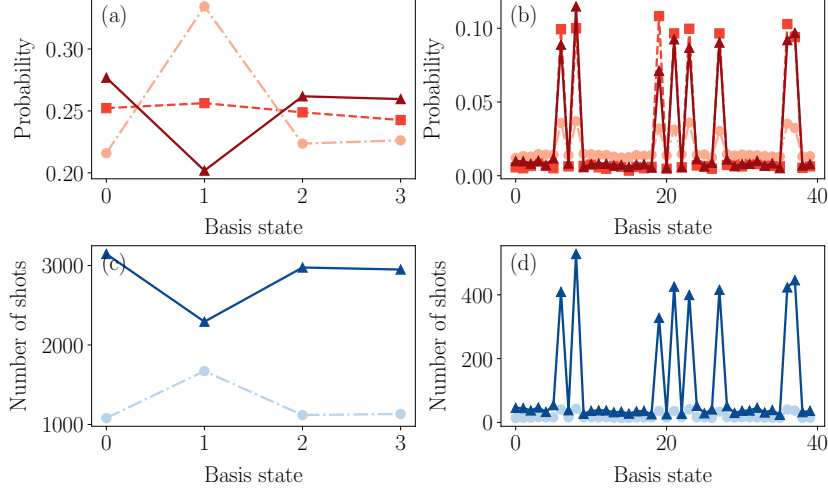 (a)
0.30
0.25
0.20
Probability
0 1 2 3
Basis state
(b)
0.10
0.05
0.00
Probability
0 20 40
Basis state
(c)
3000
2000
1000
Number of shots
0 1 2 3
Basis state
(d)
400
200
0
Number of shots
0 20 40
Basis state